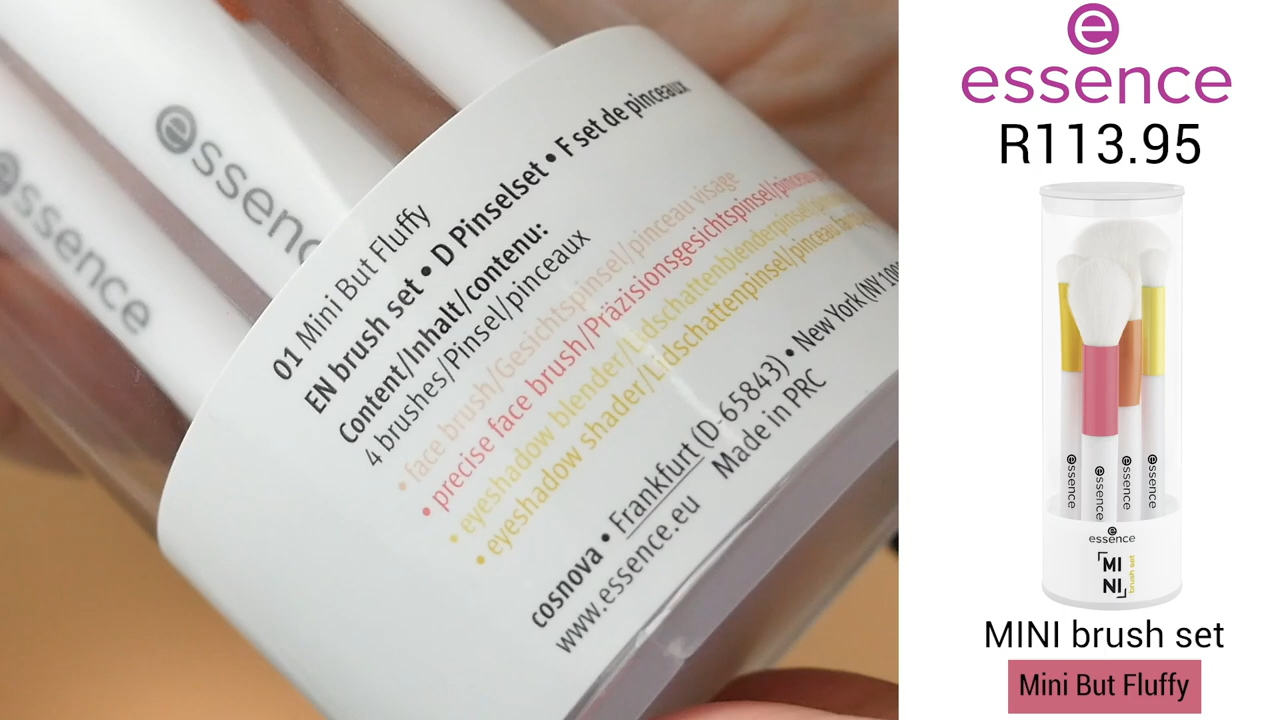 essence
essence
01 Mini But Fluffy
EN brush set • D Pinselset • F set de pinceaux
Content/Inhalt/contenu:
4 brushes/Pinsel/pinceaux
• face brush/Gesichtspinsel/pinceau visage
• precise face brush/Präzisionsgesichtspinsel/pinceau
• eyeshadow blender/Lidschattenblenderpinsel/
• eyeshadow shader/Lidschattenpinsel/pinceau
cosnova • Frankfurt (D-65843) • New York (NY
www.essence.eu Made in PRC
e
essence
R113.95
essence
essence
essence
essence
e
essence
MI
NI
brush set
MINI brush set
Mini But Fluffy